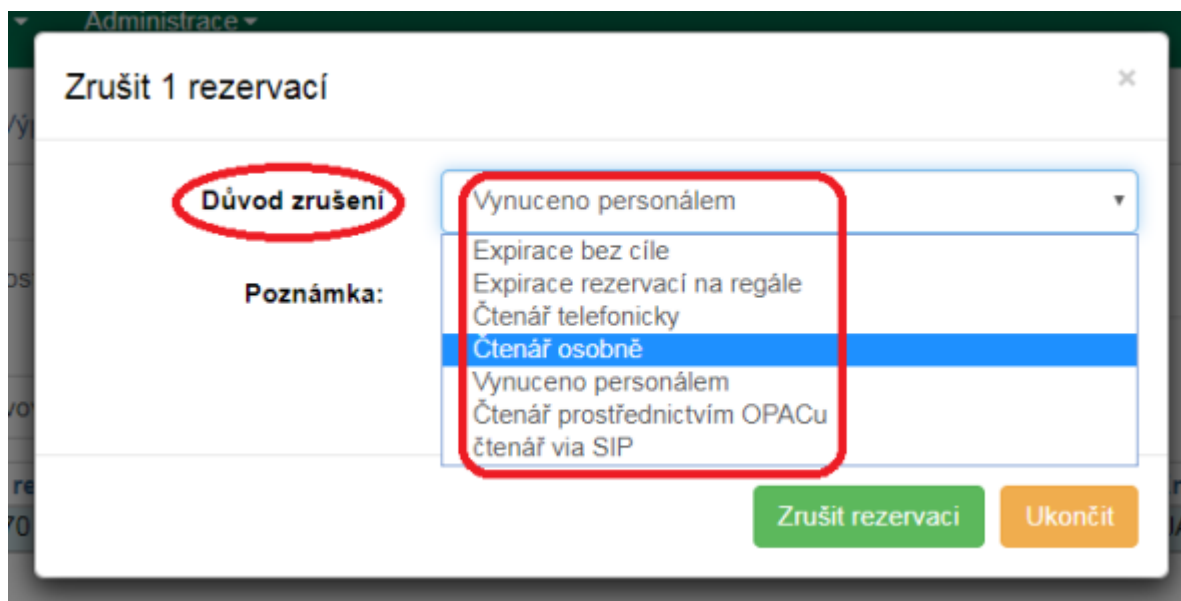 Administrace
Zrušit 1 rezervací
×
Důvod zrušení
Vynuceno personálem
Expirace bez cíle
Expirace rezervací na regále
Poznámka:
Čtenář telefonicky
Čtenář osobně
Vynuceno personálem
Čtenář prostřednictvím OPACu
čtenář via SIP
Zrušit rezervaci
Ukončit